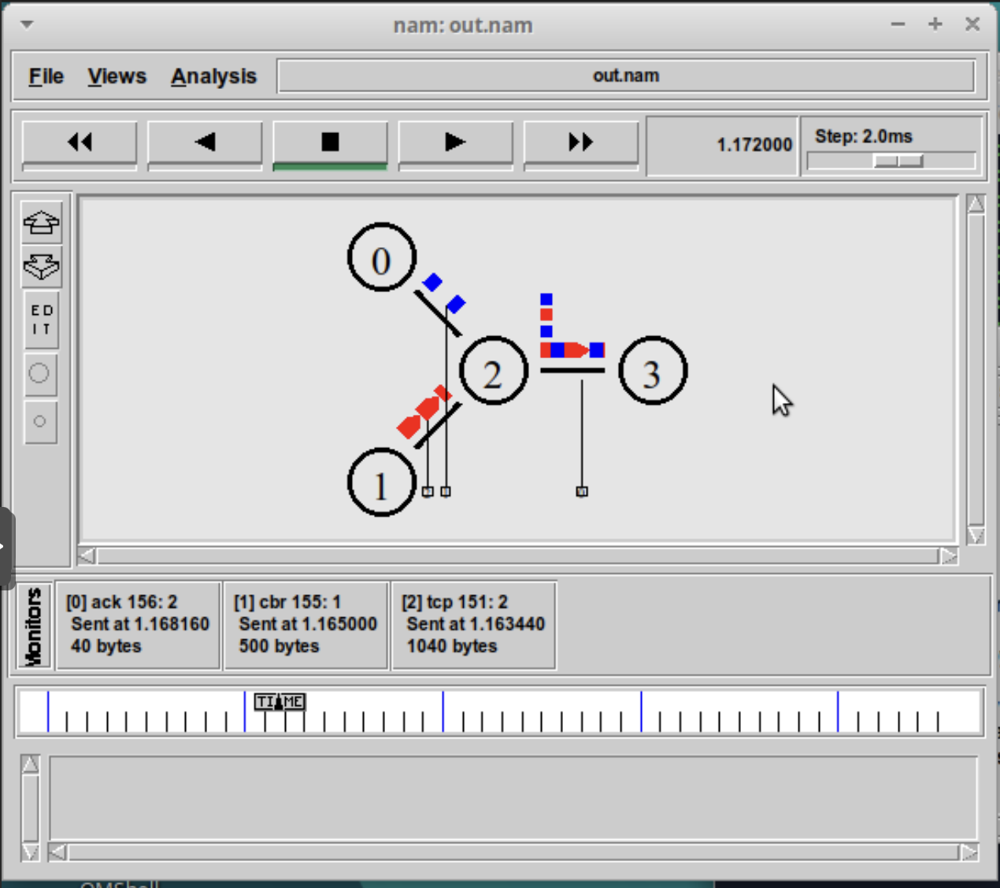 nam: out.nam
File Views Analysis out.nam
1.172000
Step: 2.0ms
E D
I T
0
2
3
1
Monitors
[0] ack 156: 2
Sent at 1.168160
40 bytes
[1] cbr 155: 1
Sent at 1.165000
500 bytes
[2] tcp 151: 2
Sent at 1.163440
1040 bytes
TIME
OMShell